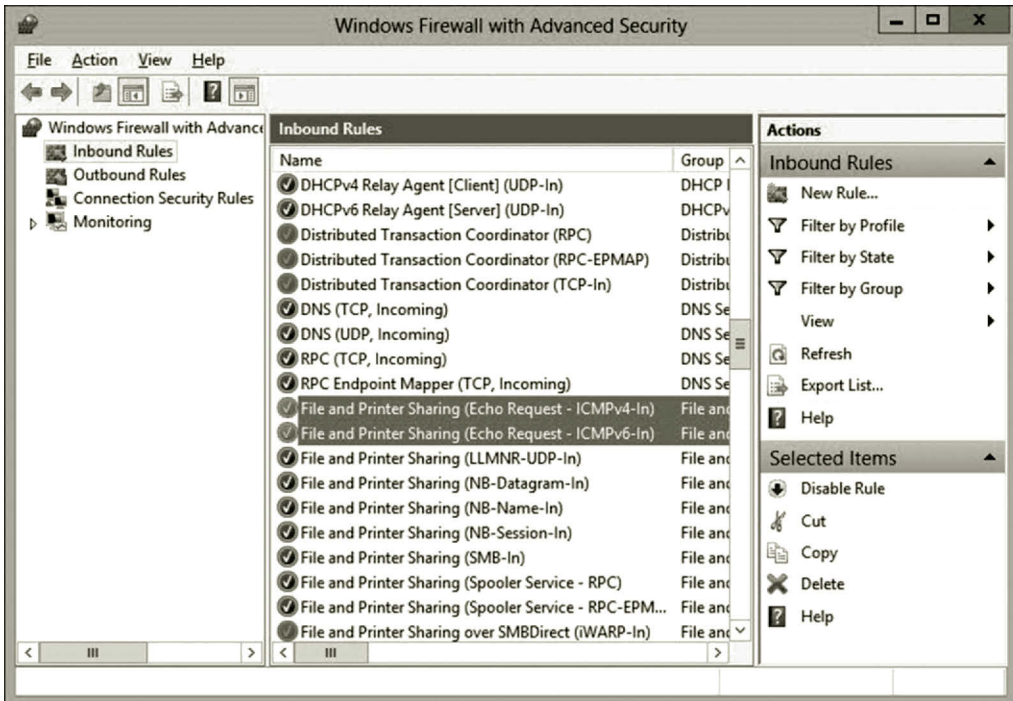 Windows Firewall with Advanced Security
File Action View Help
Windows Firewall with Advance
Inbound Rules
Outbound Rules
Connection Security Rules
Monitoring
Inbound Rules
Name Group
DHCPv4 Relay Agent [Client] (UDP-In) DHCP
DHCPv6 Relay Agent [Server] (UDP-In) DHCPv
Distributed Transaction Coordinator (RPC) Distribu
Distributed Transaction Coordinator (RPC-EPMAP) Distribu
Distributed Transaction Coordinator (TCP-In) Distribu
DNS (TCP, Incoming) DNS Se
DNS (UDP, Incoming) DNS Se
RPC (TCP, Incoming) DNS Se
RPC Endpoint Mapper (TCP, Incoming) DNS Se
File and Printer Sharing (Echo Request - ICMPv4-In) File and
File and Printer Sharing (Echo Request - ICMPv6-In) File and
File and Printer Sharing (LLMNR-UDP-In) File and
File and Printer Sharing (NB-Datagram-In) File and
File and Printer Sharing (NB-Name-In) File and
File and Printer Sharing (NB-Session-In) File and
File and Printer Sharing (SMB-In) File and
File and Printer Sharing (Spooler Service - RPC) File and
File and Printer Sharing (Spooler Service - RPC-EPM... File and
File and Printer Sharing over SMBDirect (iWARP-In) File and
Actions
Inbound Rules
New Rule...
Filter by Profile
Filter by State
Filter by Group
View
Refresh
Export List...
Help
Selected Items
Disable Rule
Cut
Copy
Delete
Help